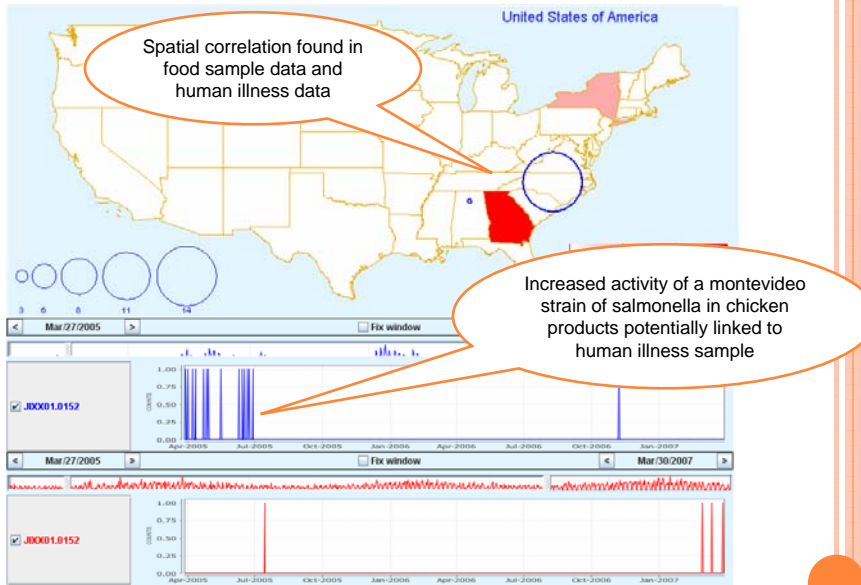 United States of America
Spatial correlation found in
food sample data and
human illness data
3 6 8 11 14
Increased activity of a montevideo
strain of salmonella in chicken
products potentially linked to
human illness sample
< Mar/27/2005 > Fix window
JIXX01.0152
counts
1.00
0.75
0.50
0.25
0.00
Apr-2005 Jul-2005 Oct-2005 Jan-2006 Apr-2006 Jul-2006 Oct-2006 Jan-2007
< Mar/27/2005 > Fix window < Mar/30/2007 >
JIXX01.0152
counts
1.00
0.75
0.50
0.25
0.00
Apr-2005 Jul-2005 Oct-2005 Jan-2006 Apr-2006 Jul-2006 Oct-2006 Jan-2007